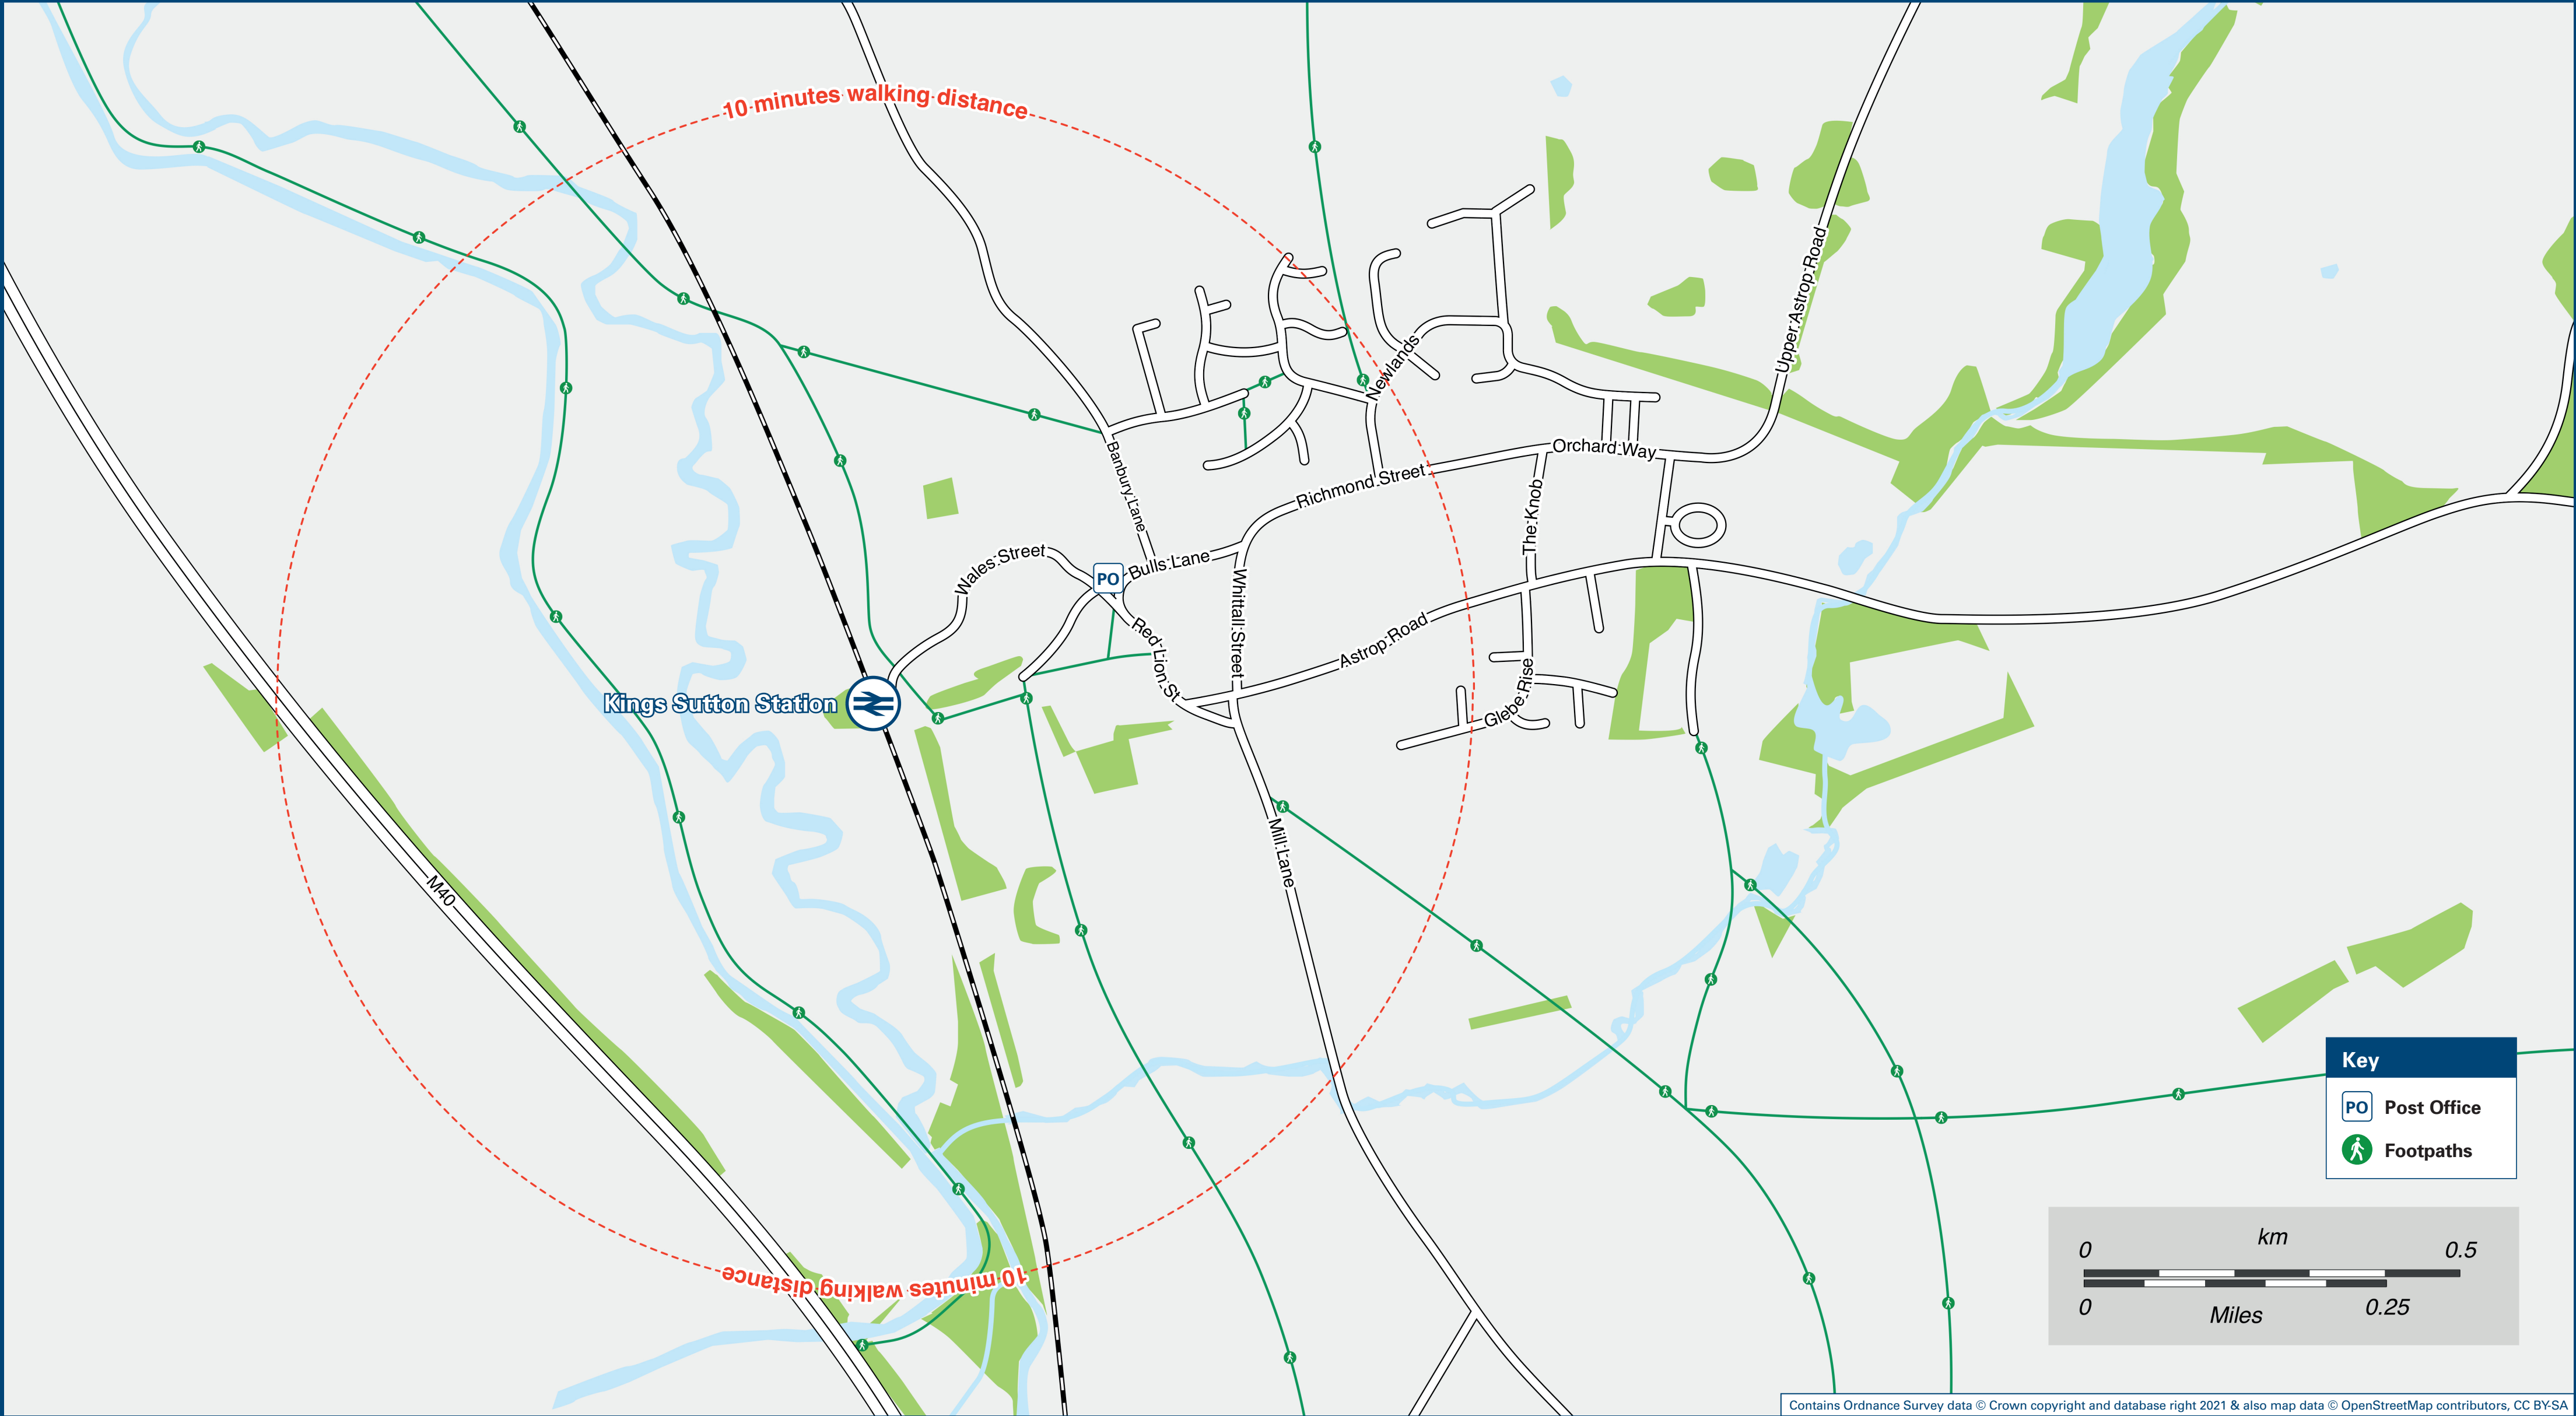 10 minutes walking distance
Upper Astrop Road
Newlands
Orchard Way
Banbury Lane
Richmond Street
The Knob
Wales Street
PO
Bulls Lane
Whittall Street
Red Lion St
Astrop Road
Glebe Rise
Kings Sutton Station
Mill Lane
M40
10 minutes walking distance
Key
PO Post Office
Footpaths
km
0 0.5
0 0.25
Miles
Contains Ordnance Survey data © Crown copyright and database right 2021 & also map data © OpenStreetMap contributors, CC BY-SA